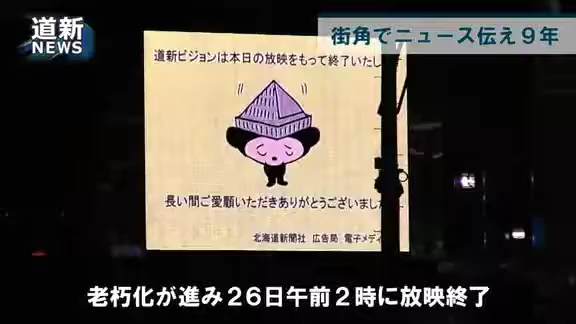 道新
NEWS
街角でニュース伝え9年
道新ビジョンは本日の放映をもって終了いたし
長い間ご愛顧いただきありがとうございまし
北海道新聞社 広告局 電子メディ
老朽化が進み26日午前2時に放映終了